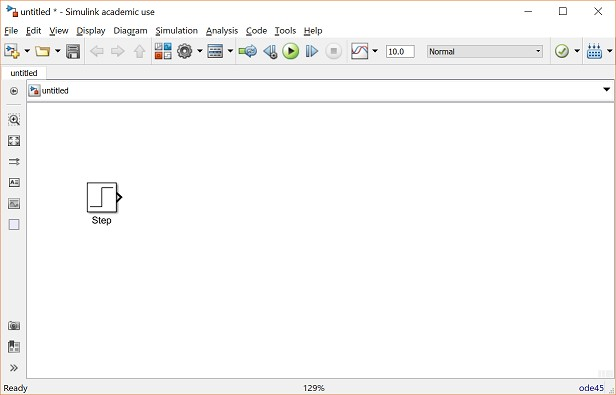 untitled * - Simulink academic use
File Edit View Display Diagram Simulation Analysis Code Tools Help
10.0 Normal
untitled
untitled
Step
Ready 129% ode45